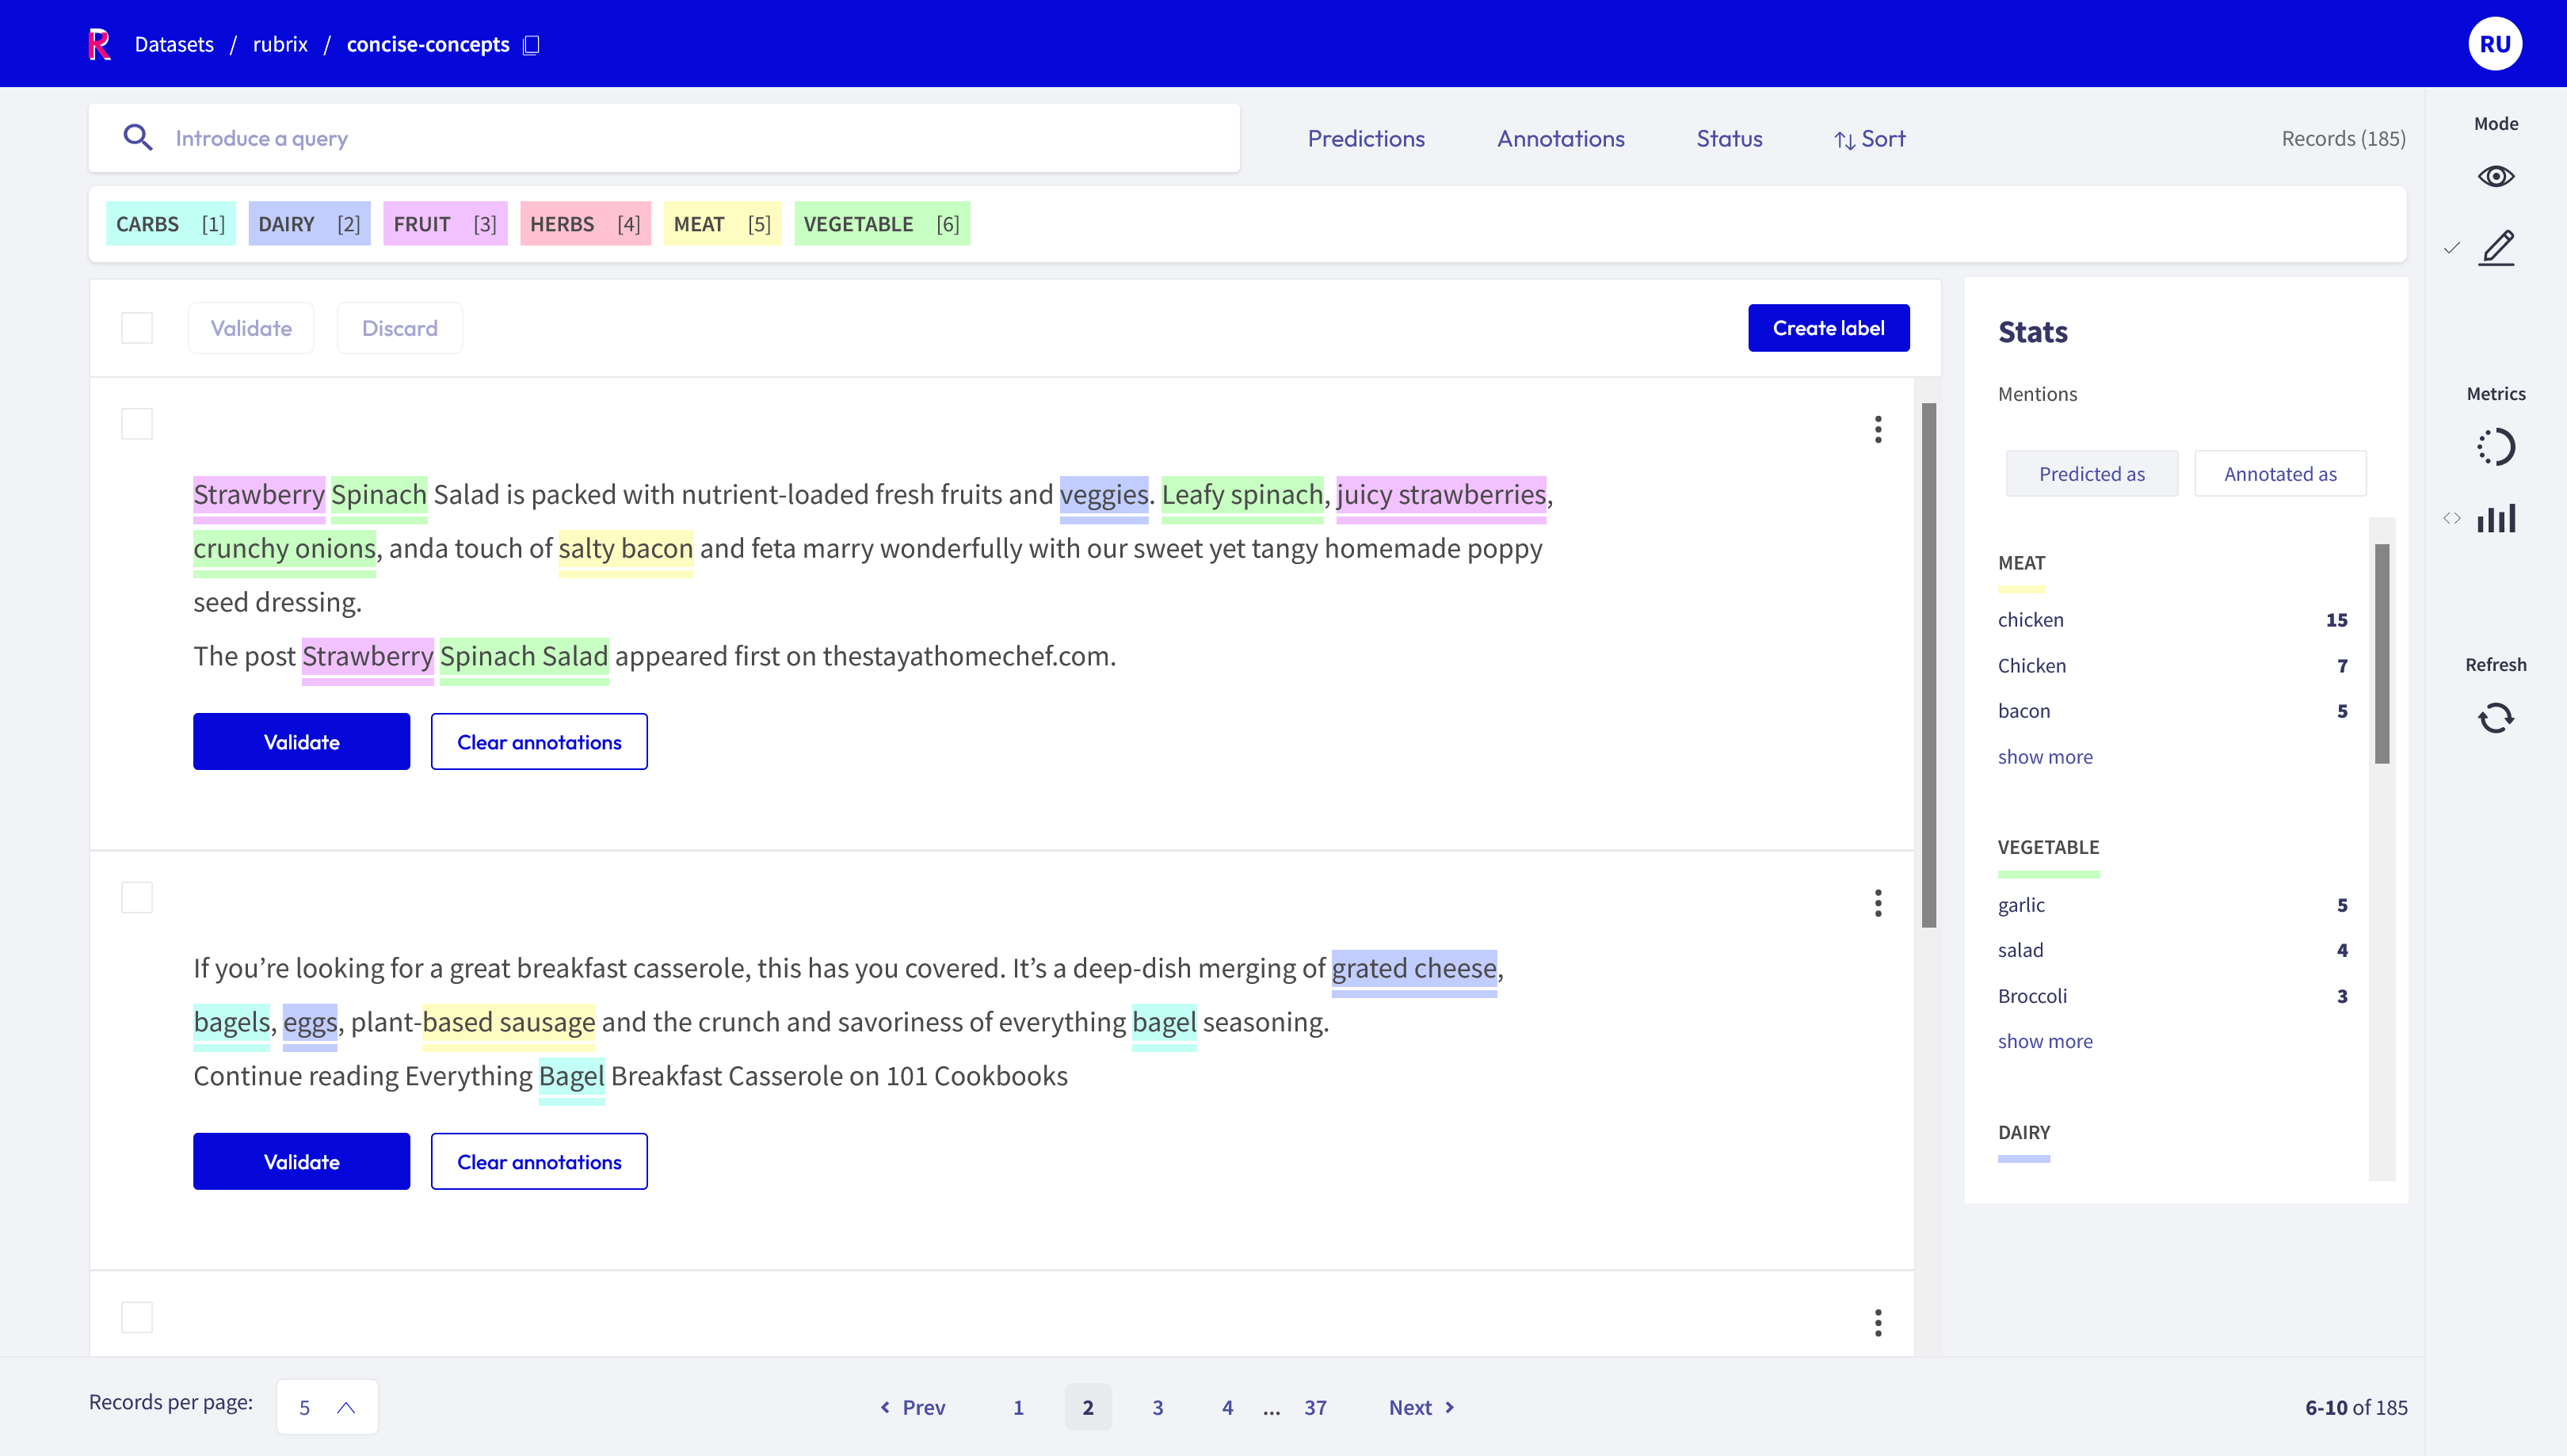 R Datasets / rubrix / concise-concepts
RU
Introduce a query
Predictions
Annotations
Status
Sort
Records (185)
CARBS [1]
DAIRY [2]
FRUIT [3]
HERBS [4]
MEAT [5]
VEGETABLE [6]
Validate
Discard
Create label
Strawberry Spinach Salad is packed with nutrient-loaded fresh fruits and veggies. Leafy spinach, juicy strawberries,
crunchy onions, anda touch of salty bacon and feta marry wonderfully with our sweet yet tangy homemade poppy
seed dressing.
The post Strawberry Spinach Salad appeared first on thestayathomechef.com.
Validate
Clear annotations
If you’re looking for a great breakfast casserole, this has you covered. It’s a deep-dish merging of grated cheese,
bagels, eggs, plant-based sausage and the crunch and savoriness of everything bagel seasoning.
Continue reading Everything Bagel Breakfast Casserole on 101 Cookbooks
Validate
Clear annotations
Stats
Mentions
Predicted as
Annotated as
MEAT
chicken 15
Chicken 7
bacon 5
show more
VEGETABLE
garlic 5
salad 4
Broccoli 3
show more
DAIRY
Mode
Metrics
Refresh
Records per page: 5
Prev 1 2 3 4 ... 37 Next
6-10 of 185